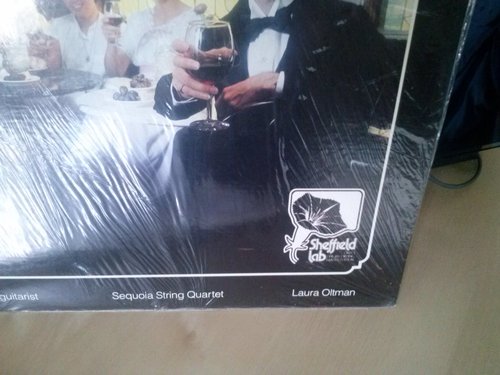 Sheffield
lab
guitarist
Sequoia String Quartet
Laura Oltman